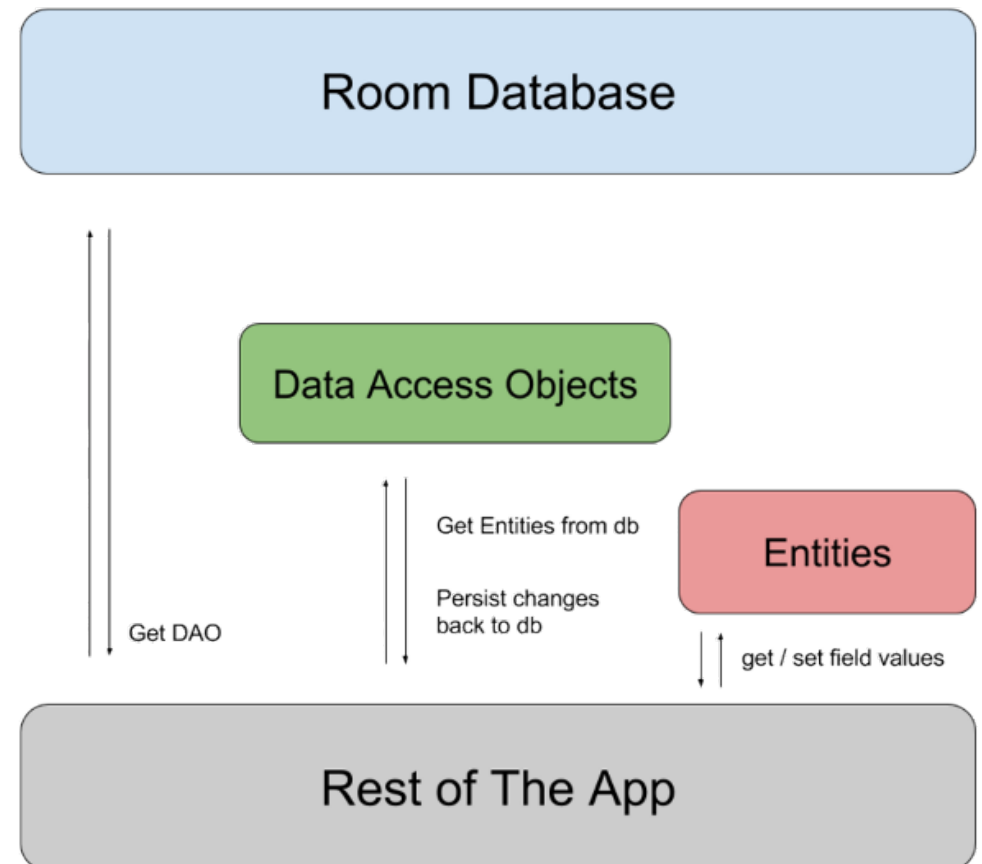 Room Database
Data Access Objects
Get Entities from db
Entities
Persist changes
back to db
Get DAO
get / set field values
Rest of The App